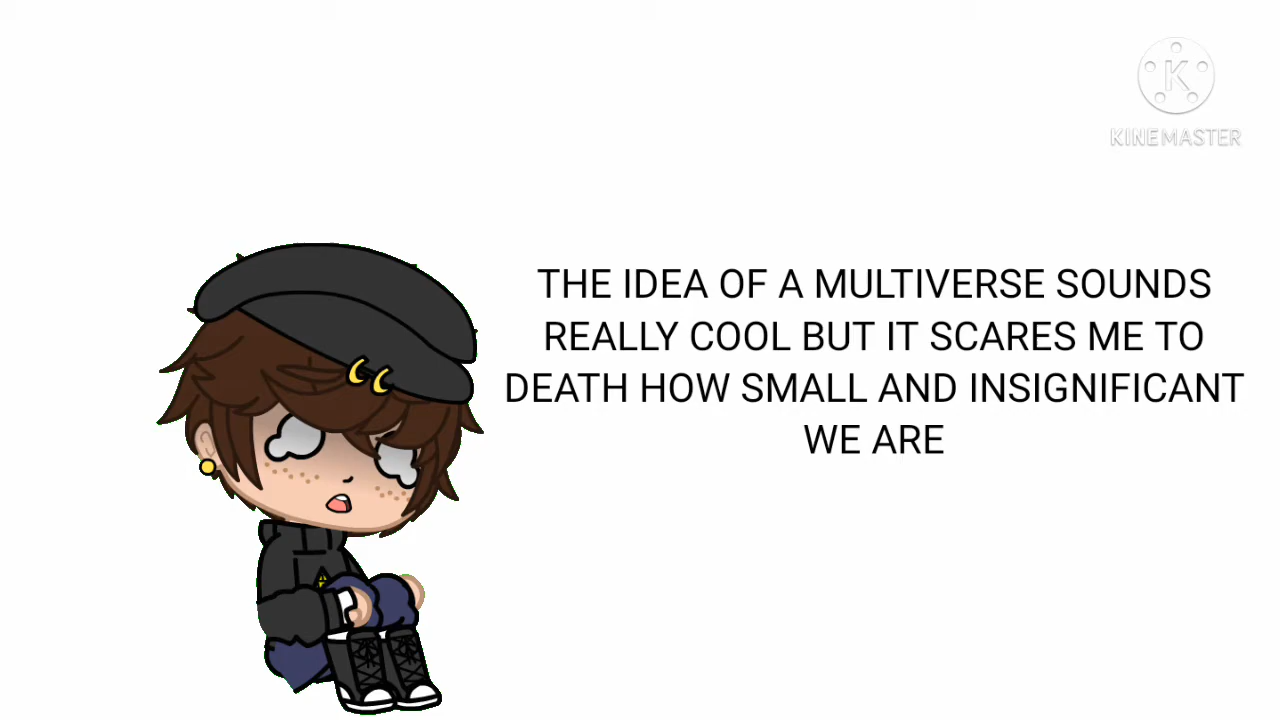 K
KINEMASTER
THE IDEA OF A MULTIVERSE SOUNDS
REALLY COOL BUT IT SCARES ME TO
DEATH HOW SMALL AND INSIGNIFICANT
WE ARE